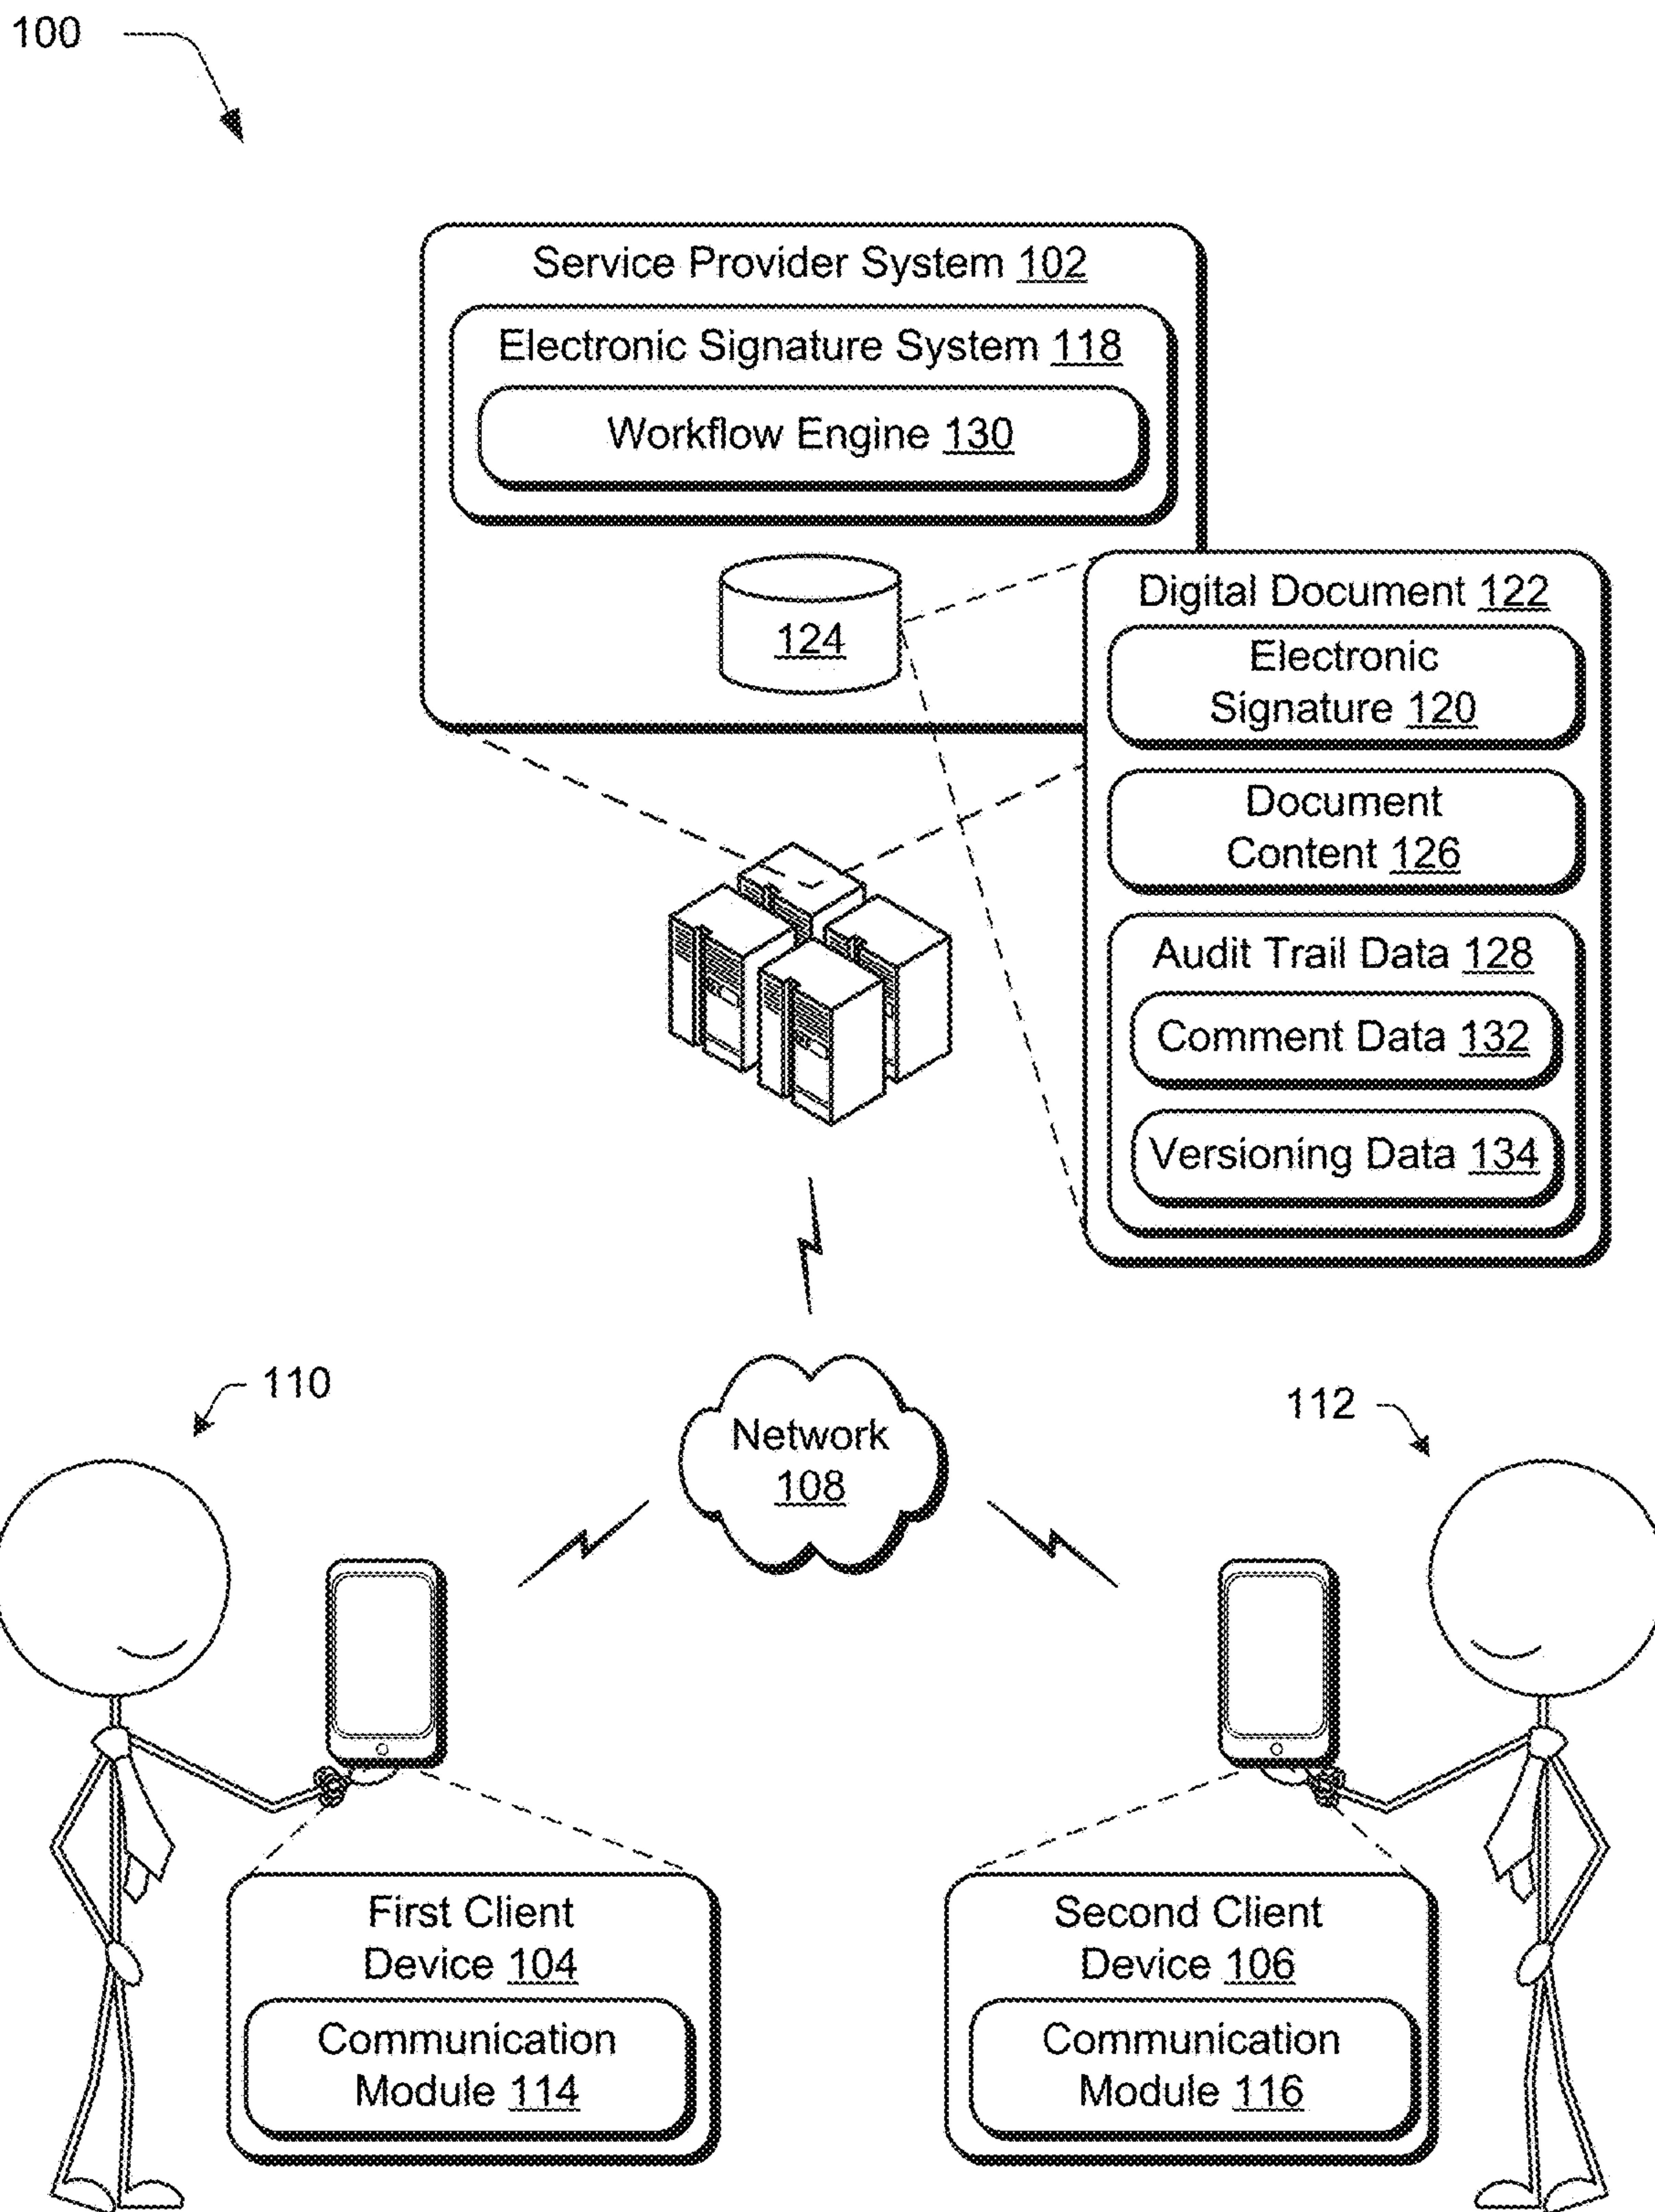 100
Service Provider System 102
Electronic Signature System 118
Workflow Engine 130
124
Digital Document 122
Electronic
Signature 120
Document
Content 126
Audit Trail Data 128
Comment Data 132
Versioning Data 134
110
Network
108
112
First Client
Device 104
Communication
Module 114
Second Client
Device 106
Communication
Module 116